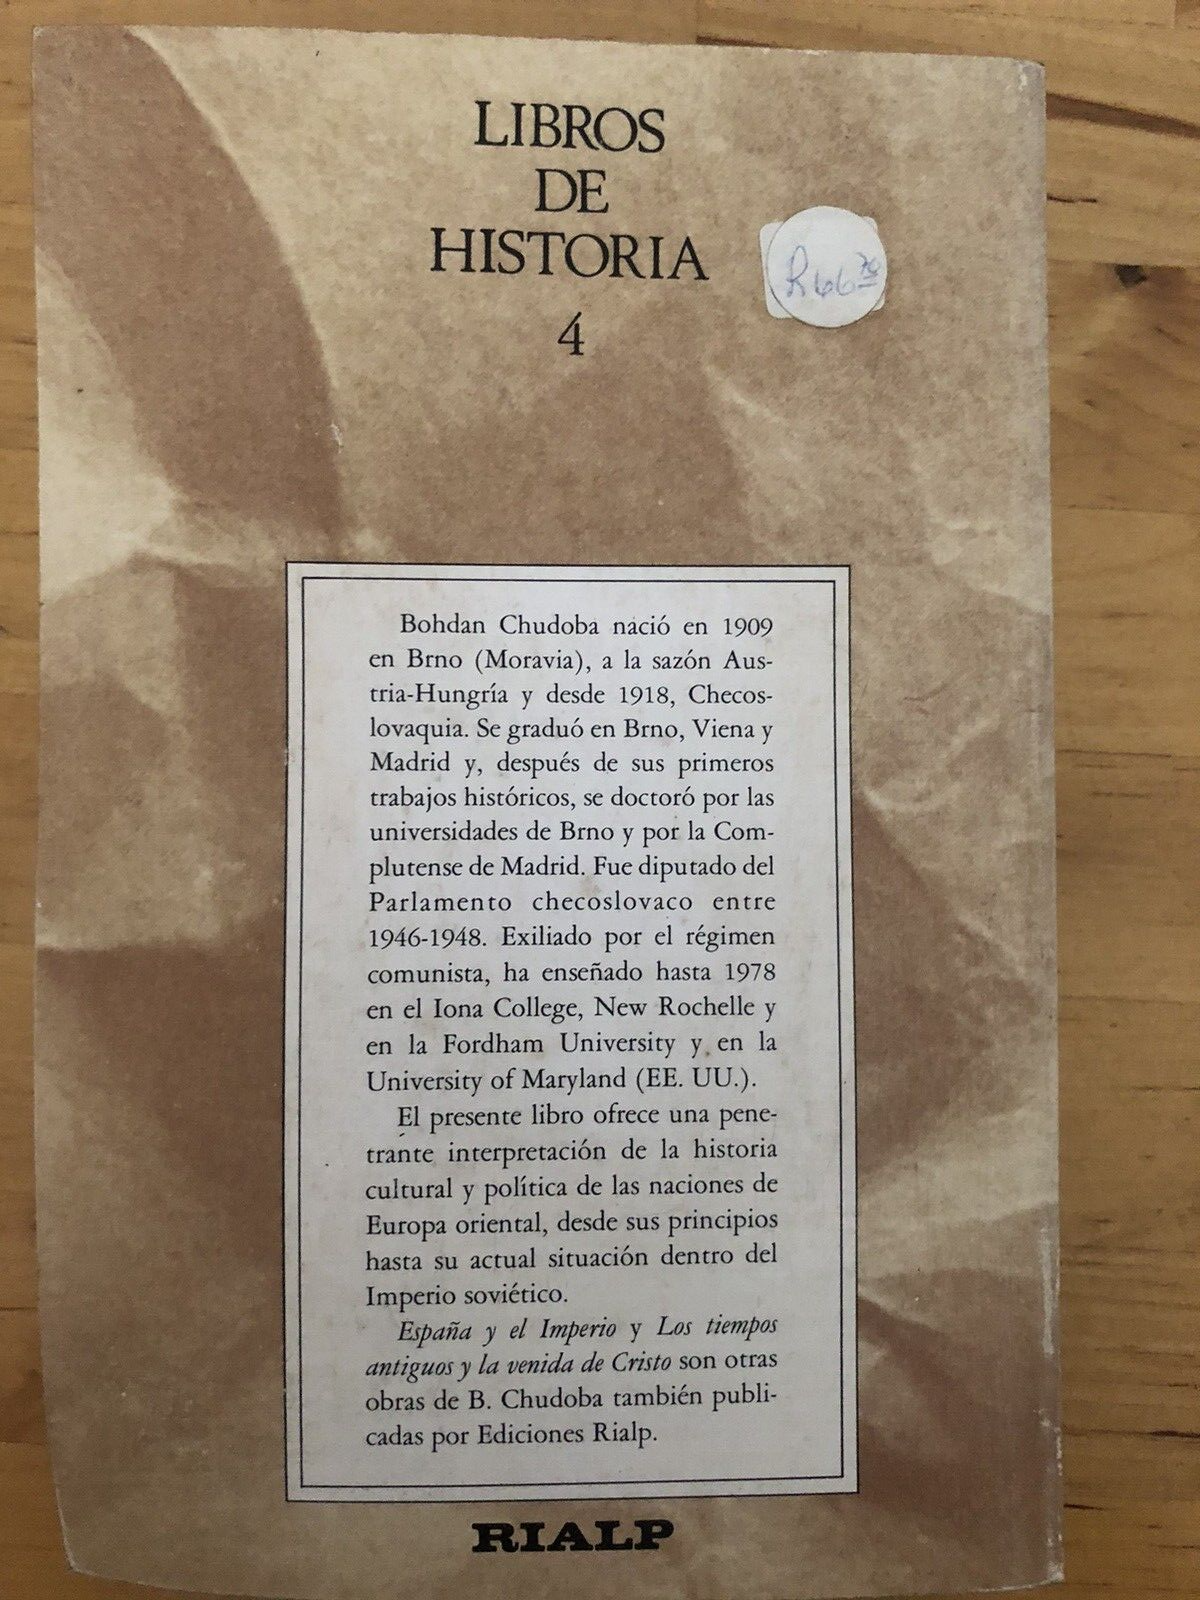 LIBROS
DE
HISTORIA
4
Bohdan Chudoba nació en 1909
en Brno (Moravia), a la sazón Aus-
tria-Hungría y desde 1918, Checos-
lovaquia. Se graduó en Brno, Viena y
Madrid y, después de sus primeros
trabajos históricos, se doctoró por las
universidades de Brno y por la Com-
plutense de Madrid. Fue diputado del
Parlamento checoslovaco entre
1946-1948. Exiliado por el régimen
comunista, ha enseñado hasta 1978
en el Iona College, New Rochelle y
en la Fordham University y en la
University of Maryland (EE. UU.).
El presente libro ofrece una pene-
trante interpretación de la historia
cultural y política de las naciones de
Europa oriental, desde sus principios
hasta su actual situación dentro del
Imperio soviético.
España y el Imperio y Los tiempos
antiguos y la venida de Cristo son otras
obras de B. Chudoba también publi-
cadas por Ediciones Rialp.
RIALP